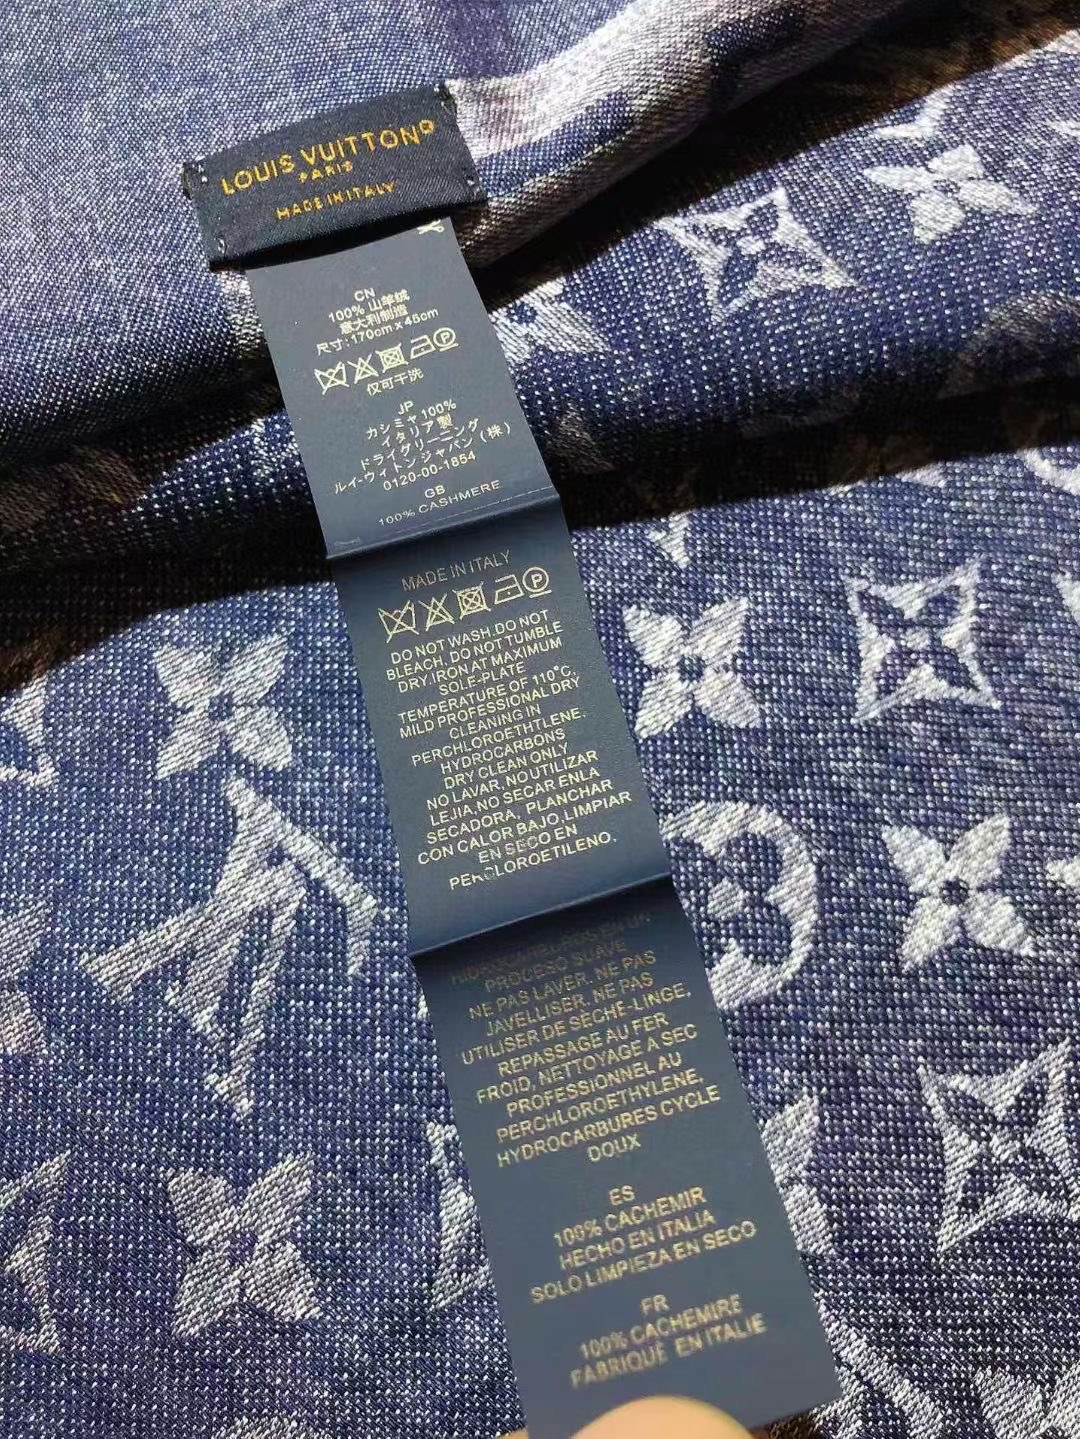 LOUIS VUITTON®
PARIS
MADE IN ITALY
CN
100% 山羊绒
意大利制造
尺寸:170cm x 45cm
P
仅可干洗
JP
カシミヤ 100%
イタリア製
ドライグリーニング
ルイ-ウィトンジャパン (株)
0120-00-1854
GB
100% CASHMERE
MADE IN ITALY
P
DO NOT WASH.DO NOT
BLEACH, DO NOT TUMBLE
DRY.IRON AT MAXIMUM
SOLE-PLATE
TEMPERATURE OF 110°C.
MILD PROFESSIONAL DRY
CLEANING IN
PERCHLOROETHTLENE.
HYDROCARBONS
DRY CLEAN ONLY
NO LAVAR, NOUTILIZAR
LEJIA,NO SECAR ENLA
SECADORA, PLANCHAR
CON CALOR BAJO,LIMPIAR
EN SECO EN
PERCLOROETILENO,
EN UN
PROCESO SUAVE
NE PAS LAVER. NE PAS
JAVELLISER. NE PAS
UTILISER DE SÈCHE-LINGE,
REPASSAGE AU FER
FROID, NETTOYAGE A SEC
PROFESSIONNEL AU
PERCHLOROETHYLENE,
HYDROCARBURES CYCLE
DOUX
ES
100% CACHEMIR
HECHO EN ITALIA
SOLO LIMPIEZA EN SECO
FR
100% CACHEMIRE
FABRIQUE EN ITALIE